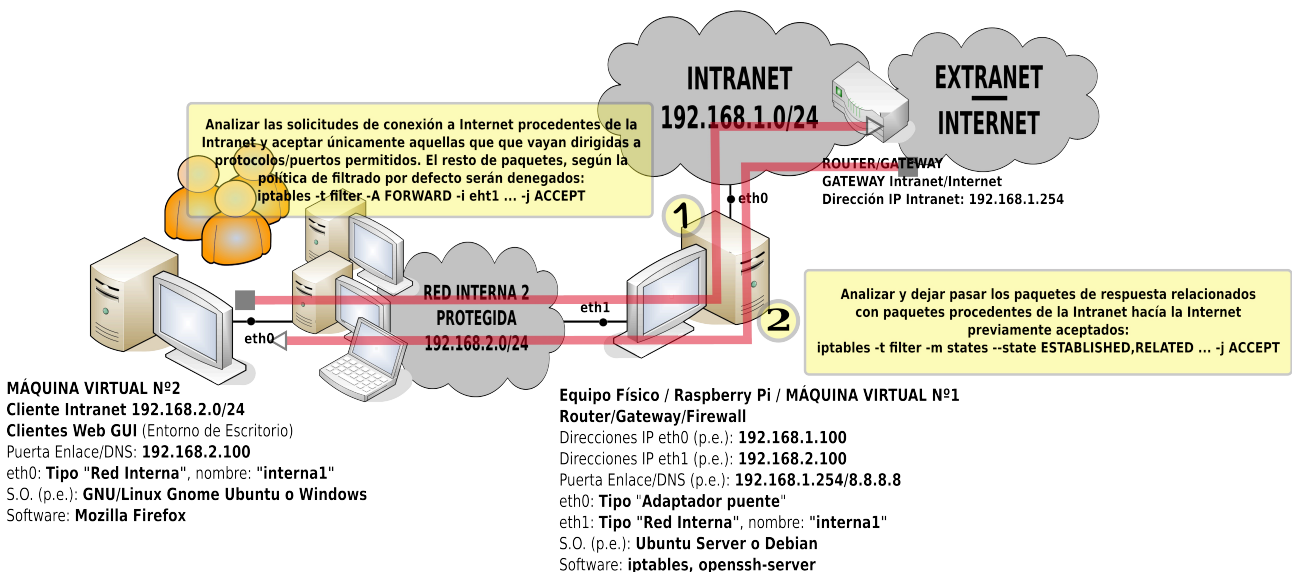 INTRANET
192.168.1.0/24
EXTRANET
INTERNET
Analizar las solicitudes de conexión a Internet procedentes de la
Intranet y aceptar únicamente aquellas que que vayan dirigidas a
protocolos/puertos permitidos. El resto de paquetes, según la
política de filtrado por defecto serán denegados:
iptables -t filter -A FORWARD -i eht1 ... -j ACCEPT
ROUTER/GATEWAY
GATEWAY Intranet/Internet
Dirección IP Intranet: 192.168.1.254
eth0
1
RED INTERNA 2
PROTEGIDA
192.168.2.0/24
eth1
eth0
2
Analizar y dejar pasar los paquetes de respuesta relacionados
con paquetes procedentes de la Intranet hacía la Internet
previamente aceptados:
iptables -t filter -m states --state ESTABLISHED,RELATED ... -j ACCEPT
MÁQUINA VIRTUAL Nº2
Cliente Intranet 192.168.2.0/24
Clientes Web GUI (Entorno de Escritorio)
Puerta Enlace/DNS: 192.168.2.100
eth0: Tipo "Red Interna", nombre: "interna1"
S.O. (p.e.): GNU/Linux Gnome Ubuntu o Windows
Software: Mozilla Firefox
Equipo Físico / Raspberry Pi / MÁQUINA VIRTUAL Nº1
Router/Gateway/Firewall
Direcciones IP eth0 (p.e.): 192.168.1.100
Direcciones IP eth1 (p.e.): 192.168.2.100
Puerta Enlace/DNS (p.e.): 192.168.1.254/8.8.8.8
eth0: Tipo "Adaptador puente"
eth1: Tipo "Red Interna", nombre: "interna1"
S.O. (p.e.): Ubuntu Server o Debian
Software: iptables, openssh-server